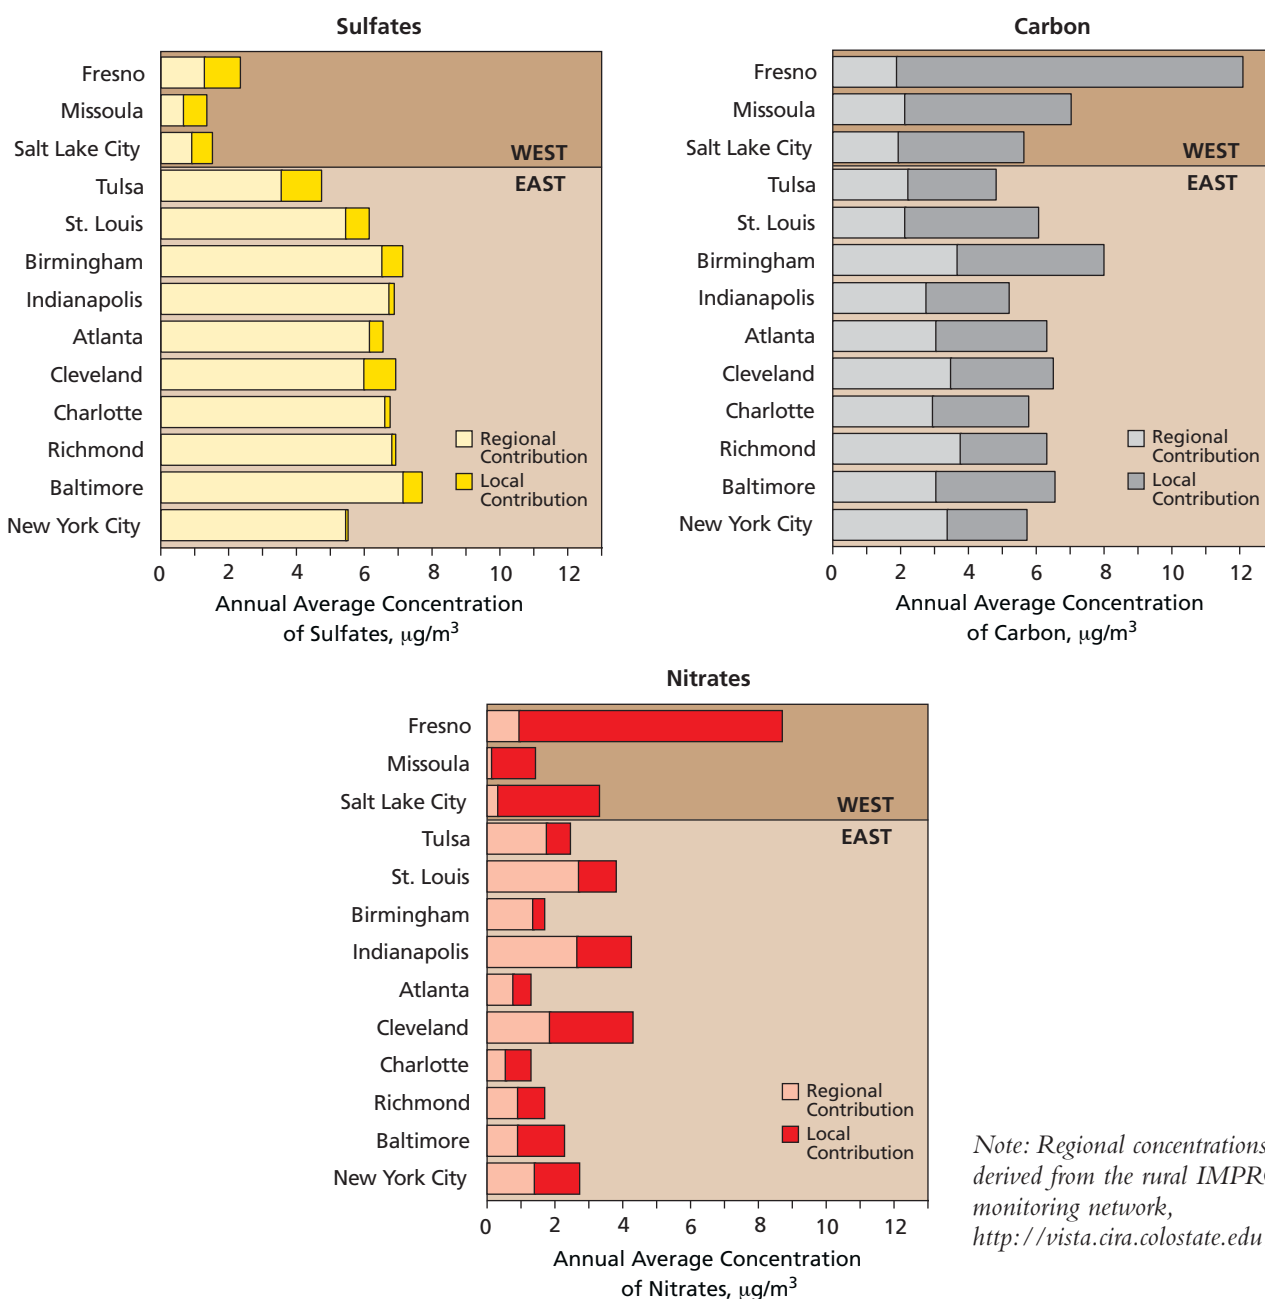 Sulfates
Fresno
Missoula
Salt Lake City
Tulsa
St. Louis
Birmingham
Indianapolis
Atlanta
Cleveland
Charlotte
Richmond
Baltimore
New York City
WEST
EAST
Regional
Contribution
Local
Contribution
0 2 4 6 8 10 12
Annual Average Concentration
of Sulfates, µg/m³
Carbon
Fresno
Missoula
Salt Lake City
Tulsa
St. Louis
Birmingham
Indianapolis
Atlanta
Cleveland
Charlotte
Richmond
Baltimore
New York City
WEST
EAST
Regional
Contribution
Local
Contribution
0 2 4 6 8 10 12
Annual Average Concentration
of Carbon, µg/m³
Nitrates
Fresno
Missoula
Salt Lake City
Tulsa
St. Louis
Birmingham
Indianapolis
Atlanta
Cleveland
Charlotte
Richmond
Baltimore
New York City
WEST
EAST
Regional
Contribution
Local
Contribution
0 2 4 6 8 10 12
Annual Average Concentration
of Nitrates, µg/m³
Note: Regional concentrations
derived from the rural
monitoring network,
http://vista.cira.colostate.edu